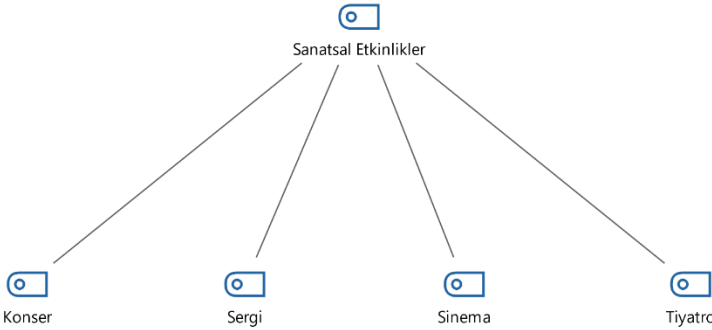 Sanatsal Etkinlikler
Konser
Sergi
Sinema
Tiyatro